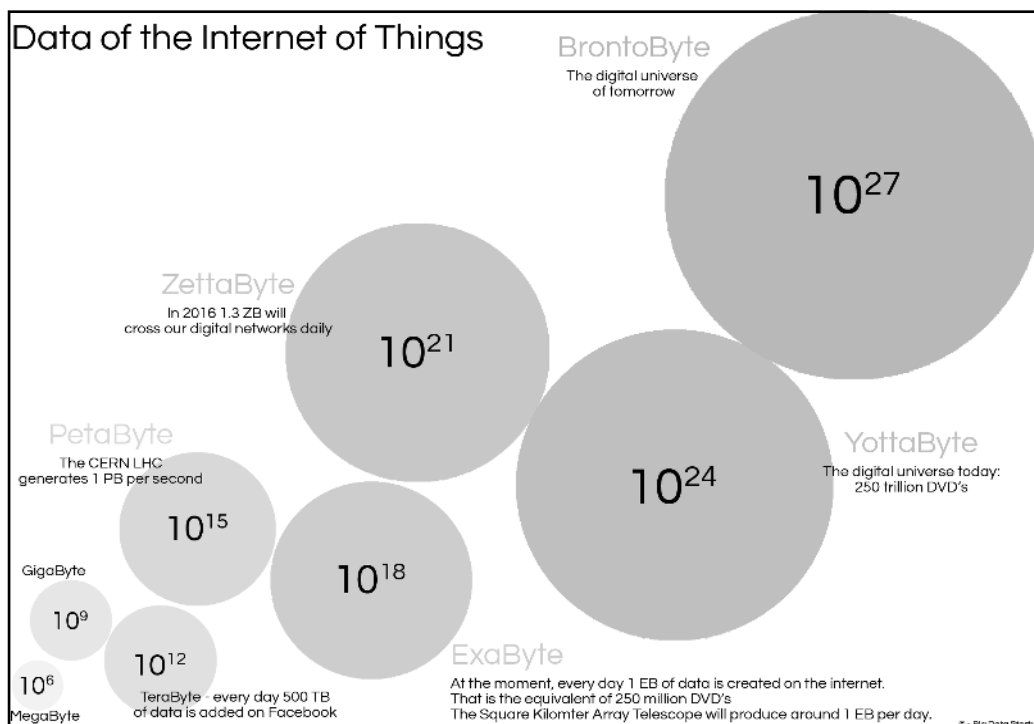 Data of the Internet of Things
BrontoByte
The digital universe
of tomorrow
10²⁷
ZettaByte
In 2016 1.3 ZB will
cross our digital networks daily
10²¹
PetaByte
The CERN LHC
generates 1 PB per second
10¹⁵
10²⁴
YottaByte
The digital universe today:
250 trillion DVD's
10¹⁸
GigaByte
10⁹
10¹²
ExaByte
At the moment, every day 1 EB of data is created on the internet.
That is the equivalent of 250 million DVD's
The Square Kilomter Array Telescope will produce around 1 EB per day.
10⁶
MegaByte
TeraByte - every day 500 TB
of data is added on Facebook